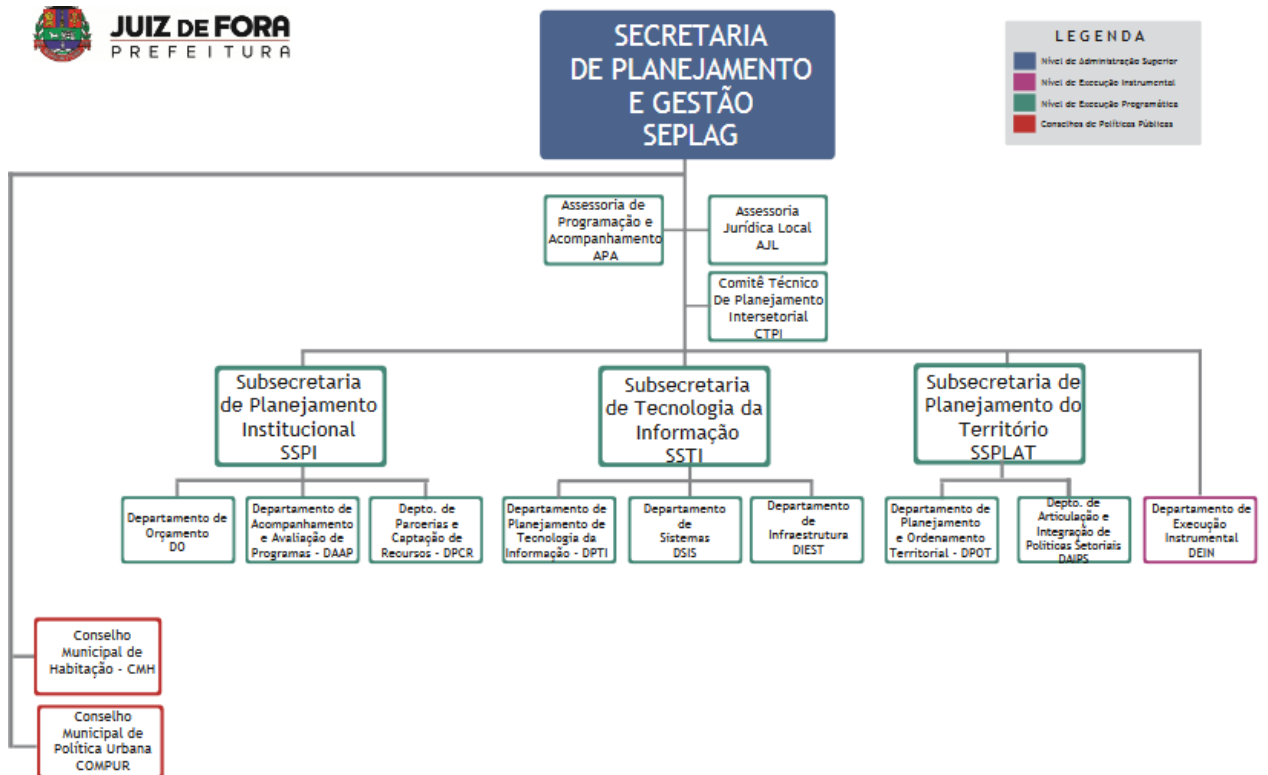 JUIZ DE FORA
PREFEITURA
SECRETARIA
DE PLANEJAMENTO
E GESTÃO
SEPLAG
LEGENDA
Nível de Administração Superior
Nível de Execução Instrumental
Nível de Execução Programática
Conselhos de Políticas Públicas
Assessoria de
Programação e
Acompanhamento
APA
Assessoria
Jurídica Local
AJL
Comitê Técnico
De Planejamento
Intersetorial
CTPI
Subsecretaria
de Planejamento
Institucional
SSPI
Subsecretaria
de Tecnologia da
Informação
SSTI
Subsecretaria de
Planejamento do
Território
SSPLAT
Departamento de
Orçamento
DO
Departamento de
Acompanhamento
e Avaliação de
Programas - DAAP
Depto. de
Parcerias e
Captação de
Recursos - DPCR
Departamento de
Planejamento de
Tecnologia da
Informação - DPTI
Departamento
de
Sistemas
DSIS
Departamento
de
Infraestrutura
DIEST
Departamento de
Planejamento
e Ordenamento
Territorial - DPOT
Depto. de
Articulação e
Integração de
Políticas Setoriais
DAIPS
Departamento de
Execução
Instrumental
DEIN
Conselho
Municipal de
Habitação - CMH
Conselho
Municipal de
Política Urbana
COMPUR